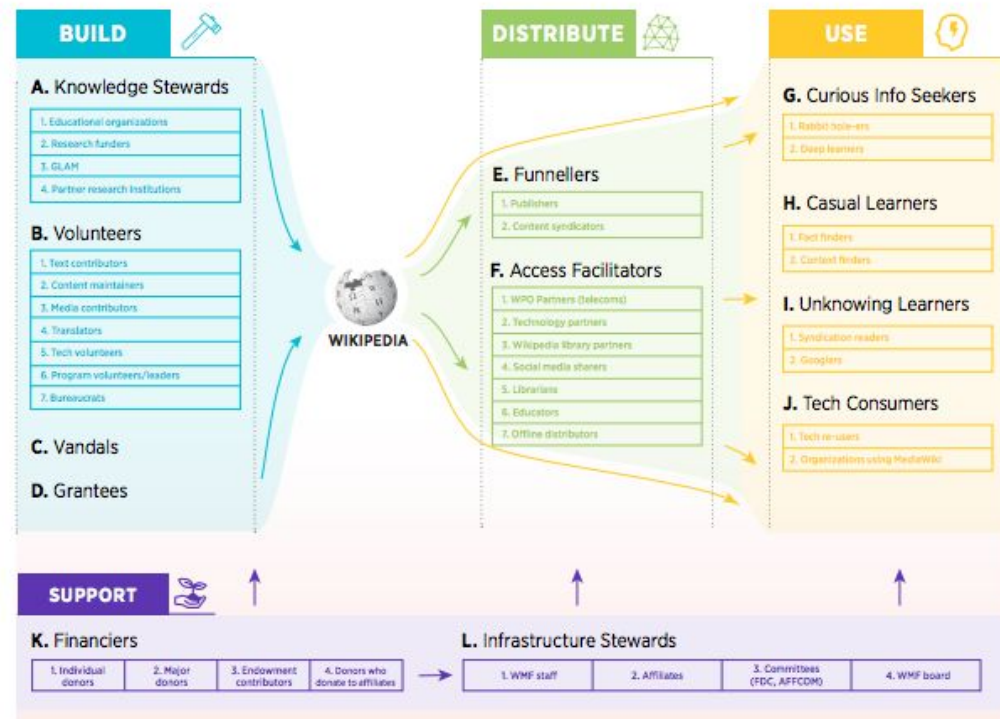 BUILD
A. Knowledge Stewards
1. Educational organizations
2. Research funders
3. GLAM
4. Partner research institutions
B. Volunteers
1. Text contributors
2. Content maintainers
3. Media contributors
4. Translators
5. Tech volunteers
6. Program volunteers/leaders
7. Bureaucrats
C. Vandals
D. Grantees
WIKIPEDIA
DISTRIBUTE
E. Funnellers
1. Publishers
2. Content syndicators
F. Access Facilitators
1. WP0 Partners (telecoms)
2. Technology partners
3. Wikipedia library partners
4. Social media sharers
5. Librarians
6. Educators
7. Offline distributors
USE
G. Curious Info Seekers
1. Rabbit hole-ers
2. Deep learners
H. Casual Learners
1. Fact finders
2. Content finders
I. Unknowing Learners
1. Syndication readers
2. Googlers
J. Tech Consumers
1. Tech re-users
2. Organizations using MediaWiki
SUPPORT
K. Financiers
1. Individual
donors
2. Major
donors
3. Endowment
contributors
4. Donors who
donate to affiliates
L. Infrastructure Stewards
1. WMF staff
2. Affiliates
3. Committees
(FDC, AFFCOM)
4. WMF board